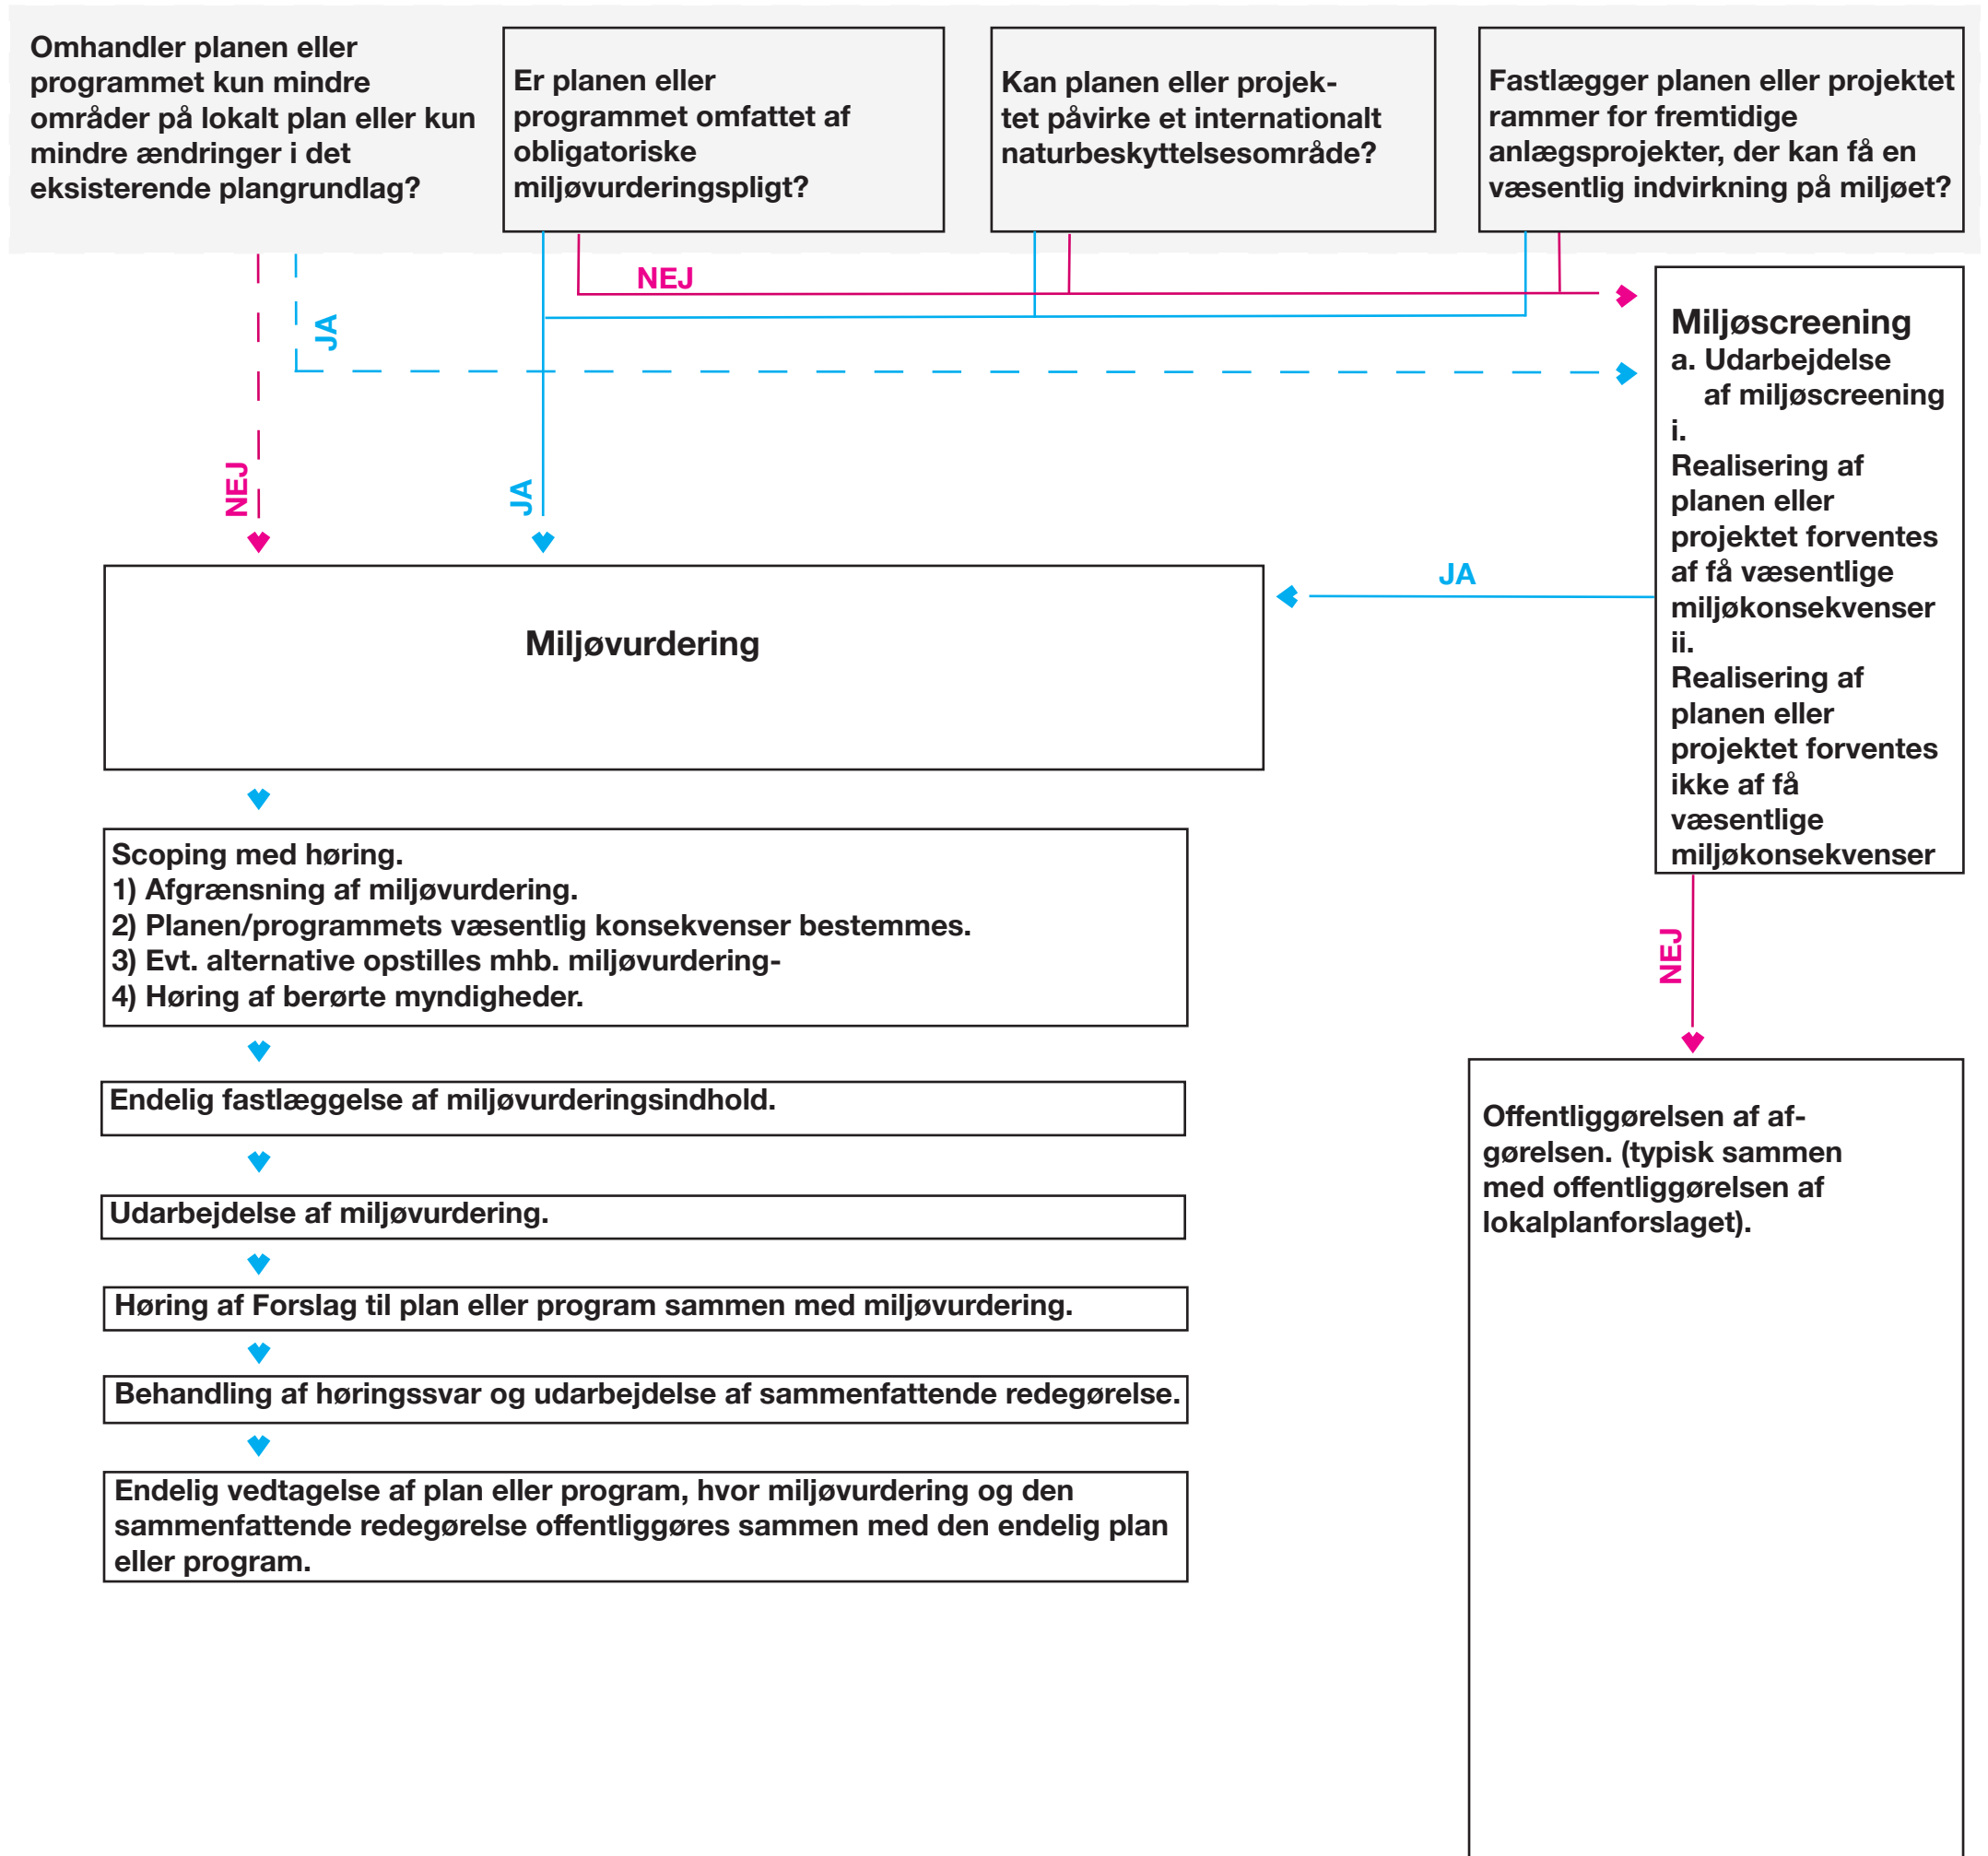 Omhandler planen eller
programmet kun mindre
områder på lokalt plan eller kun
mindre ændringer i det
eksisterende plangrundlag?
Er planen eller
programmet omfattet af
obligatoriske
miljøvurderingspligt?
Kan planen eller projek-
tet påvirke et internationalt
naturbeskyttelsesområde?
Fastlægger planen eller projektet
rammer for fremtidige
anlægsprojekter, der kan få en
væsentlig indvirkning på miljøet?
NEJ
JA
NEJ
JA
Miljøscreening
a. Udarbejdelse
af miljøscreening
i.
Realisering af
planen eller
projektet forventes
af få væsentlige
miljøkonsekvenser
ii.
Realisering af
planen eller
projektet forventes
ikke af få
væsentlige
miljøkonsekvenser
JA
Miljøvurdering
Scoping med høring.
1) Afgrænsning af miljøvurdering.
2) Planen/programmets væsentlig konsekvenser bestemmes.
3) Evt. alternative opstilles mhb. miljøvurdering-
4) Høring af berørte myndigheder.
NEJ
Endelig fastlæggelse af miljøvurderingsindhold.
Udarbejdelse af miljøvurdering.
Høring af Forslag til plan eller program sammen med miljøvurdering.
Behandling af høringssvar og udarbejdelse af sammenfattende redegørelse.
Endelig vedtagelse af plan eller program, hvor miljøvurdering og den
sammenfattende redegørelse offentliggøres sammen med den endelig plan
eller program.
Offentliggørelsen af af-
gørelsen. (typisk sammen
med offentliggørelsen af
lokalplanforslaget).